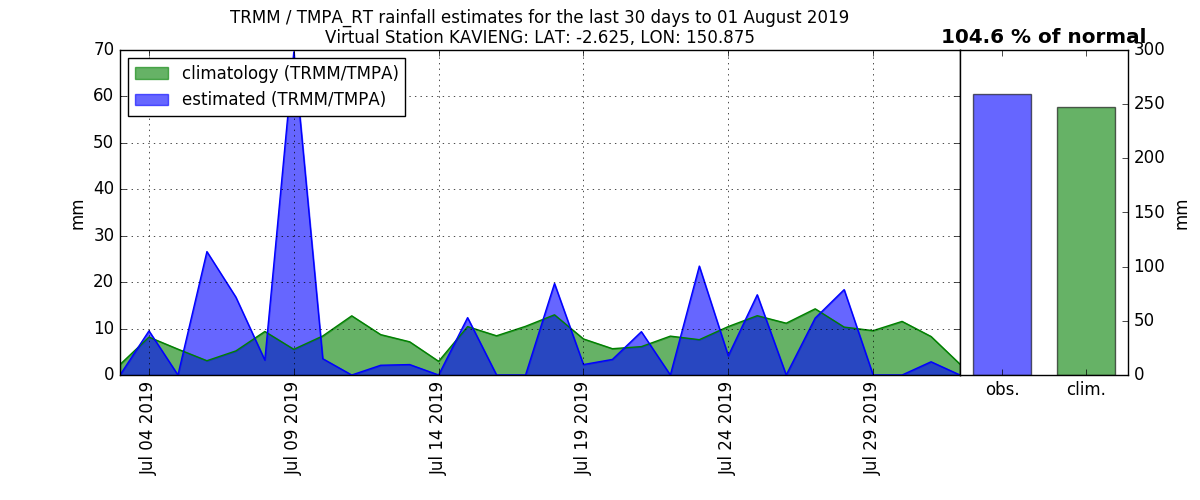 TRMM / TMPA_RT rainfall estimates for the last 30 days to 01 August 2019
Virtual Station KAVIENG: LAT: -2.625, LON: 150.875
104.6 % of normal
climatology (TRMM/TMPA)
estimated (TRMM/TMPA)
70
60
50
40
30
20
10
0
mm
Jul 04 2019
Jul 09 2019
Jul 14 2019
Jul 19 2019
Jul 24 2019
Jul 29 2019
300
250
200
150
100
50
0
mm
obs.
clim.